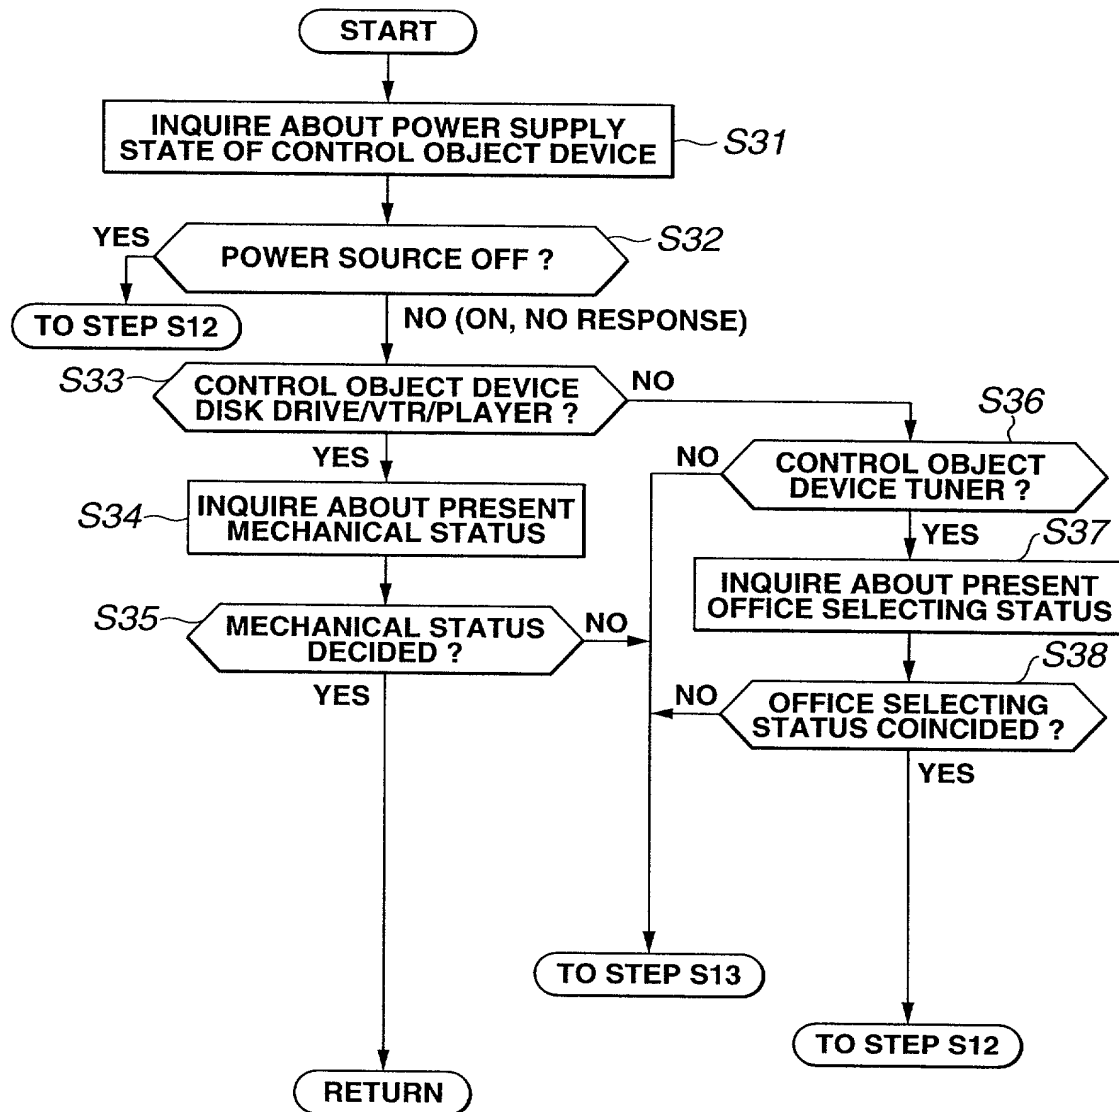 START
INQUIRE ABOUT POWER SUPPLY
STATE OF CONTROL OBJECT DEVICE
S31
YES
POWER SOURCE OFF ?
S32
TO STEP S12
NO (ON, NO RESPONSE)
S33
CONTROL OBJECT DEVICE
DISK DRIVE/VTR/PLAYER ?
NO
YES
S36
NO
CONTROL OBJECT
DEVICE TUNER ?
S34
INQUIRE ABOUT PRESENT
MECHANICAL STATUS
YES
S37
INQUIRE ABOUT PRESENT
OFFICE SELECTING STATUS
S35
MECHANICAL STATUS
DECIDED ?
NO
YES
S38
NO
OFFICE SELECTING
STATUS COINCIDED ?
YES
TO STEP S13
TO STEP S12
RETURN